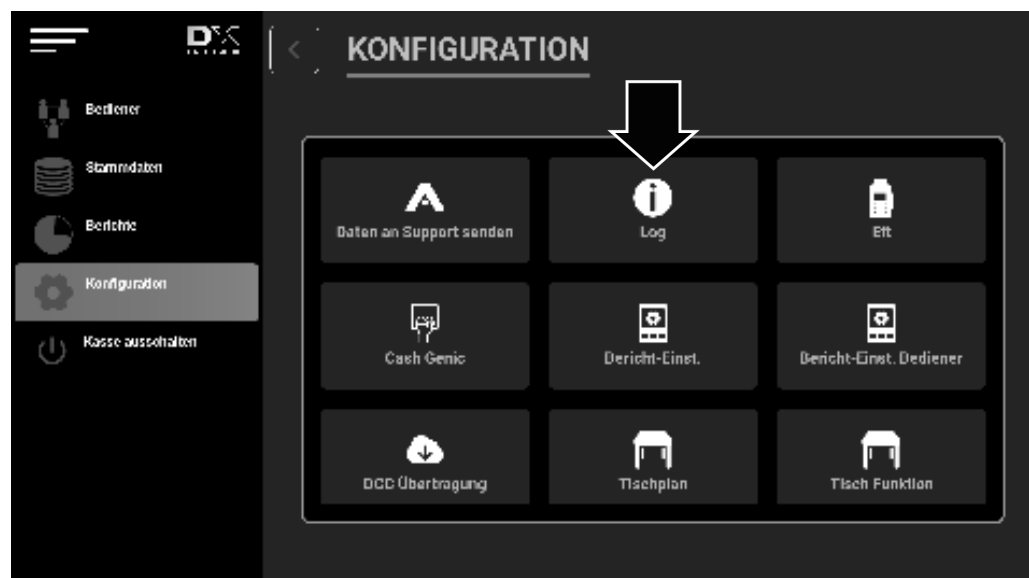 DX
KONFIGURATION
Bediener
Stammdaten
Berichte
Konfiguration
Kasse ausschalten
Daten an Support senden
Log
Eft
Cash Genic
Bericht-Einst.
Bericht-Einst. Bediener
DCC Übertragung
Tischplan
Tisch Funktion